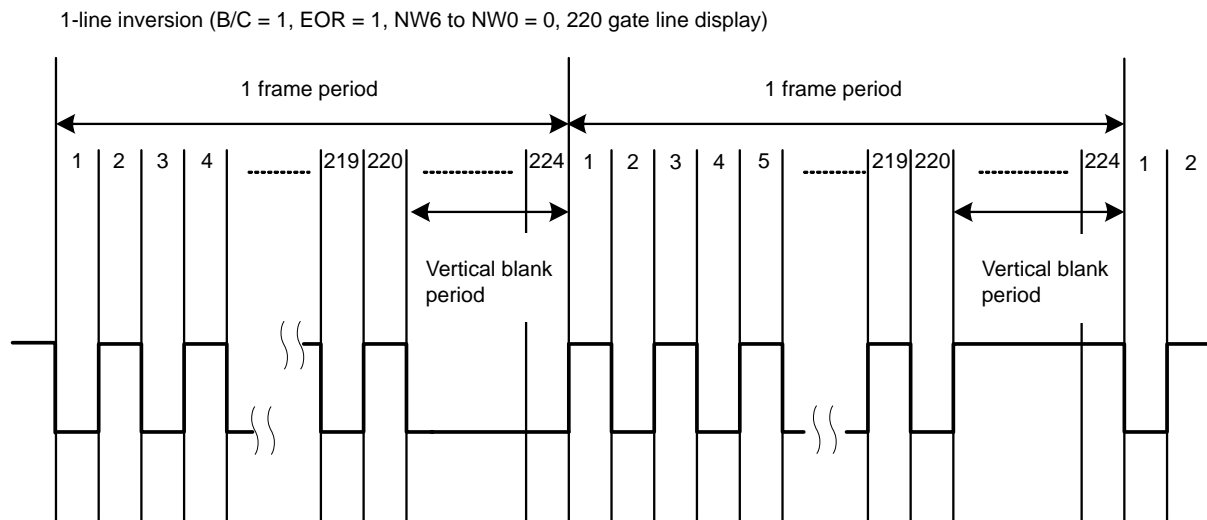 1-line inversion (B/C = 1, EOR = 1, NW6 to NW0 = 0, 220 gate line display)
1 frame period 1 frame period
1 2 3 4 219 220 224 1 2 3 4 5 219 220 224 1 2
Vertical blank Vertical blank
period period